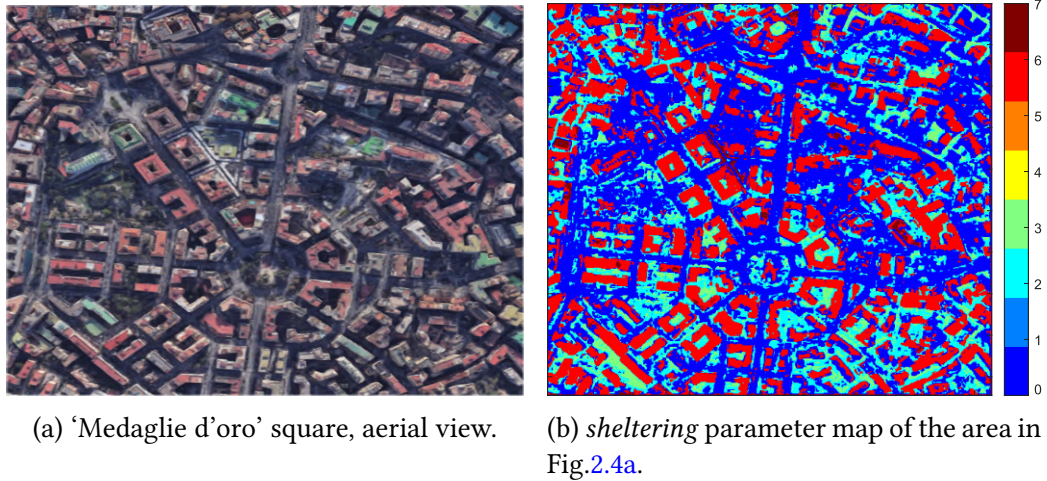 7
6
5
4
3
2
1
0
(a) ‘Medaglie d’oro’ square, aerial view.
(b) sheltering parameter map of the area in
Fig.2.4a.